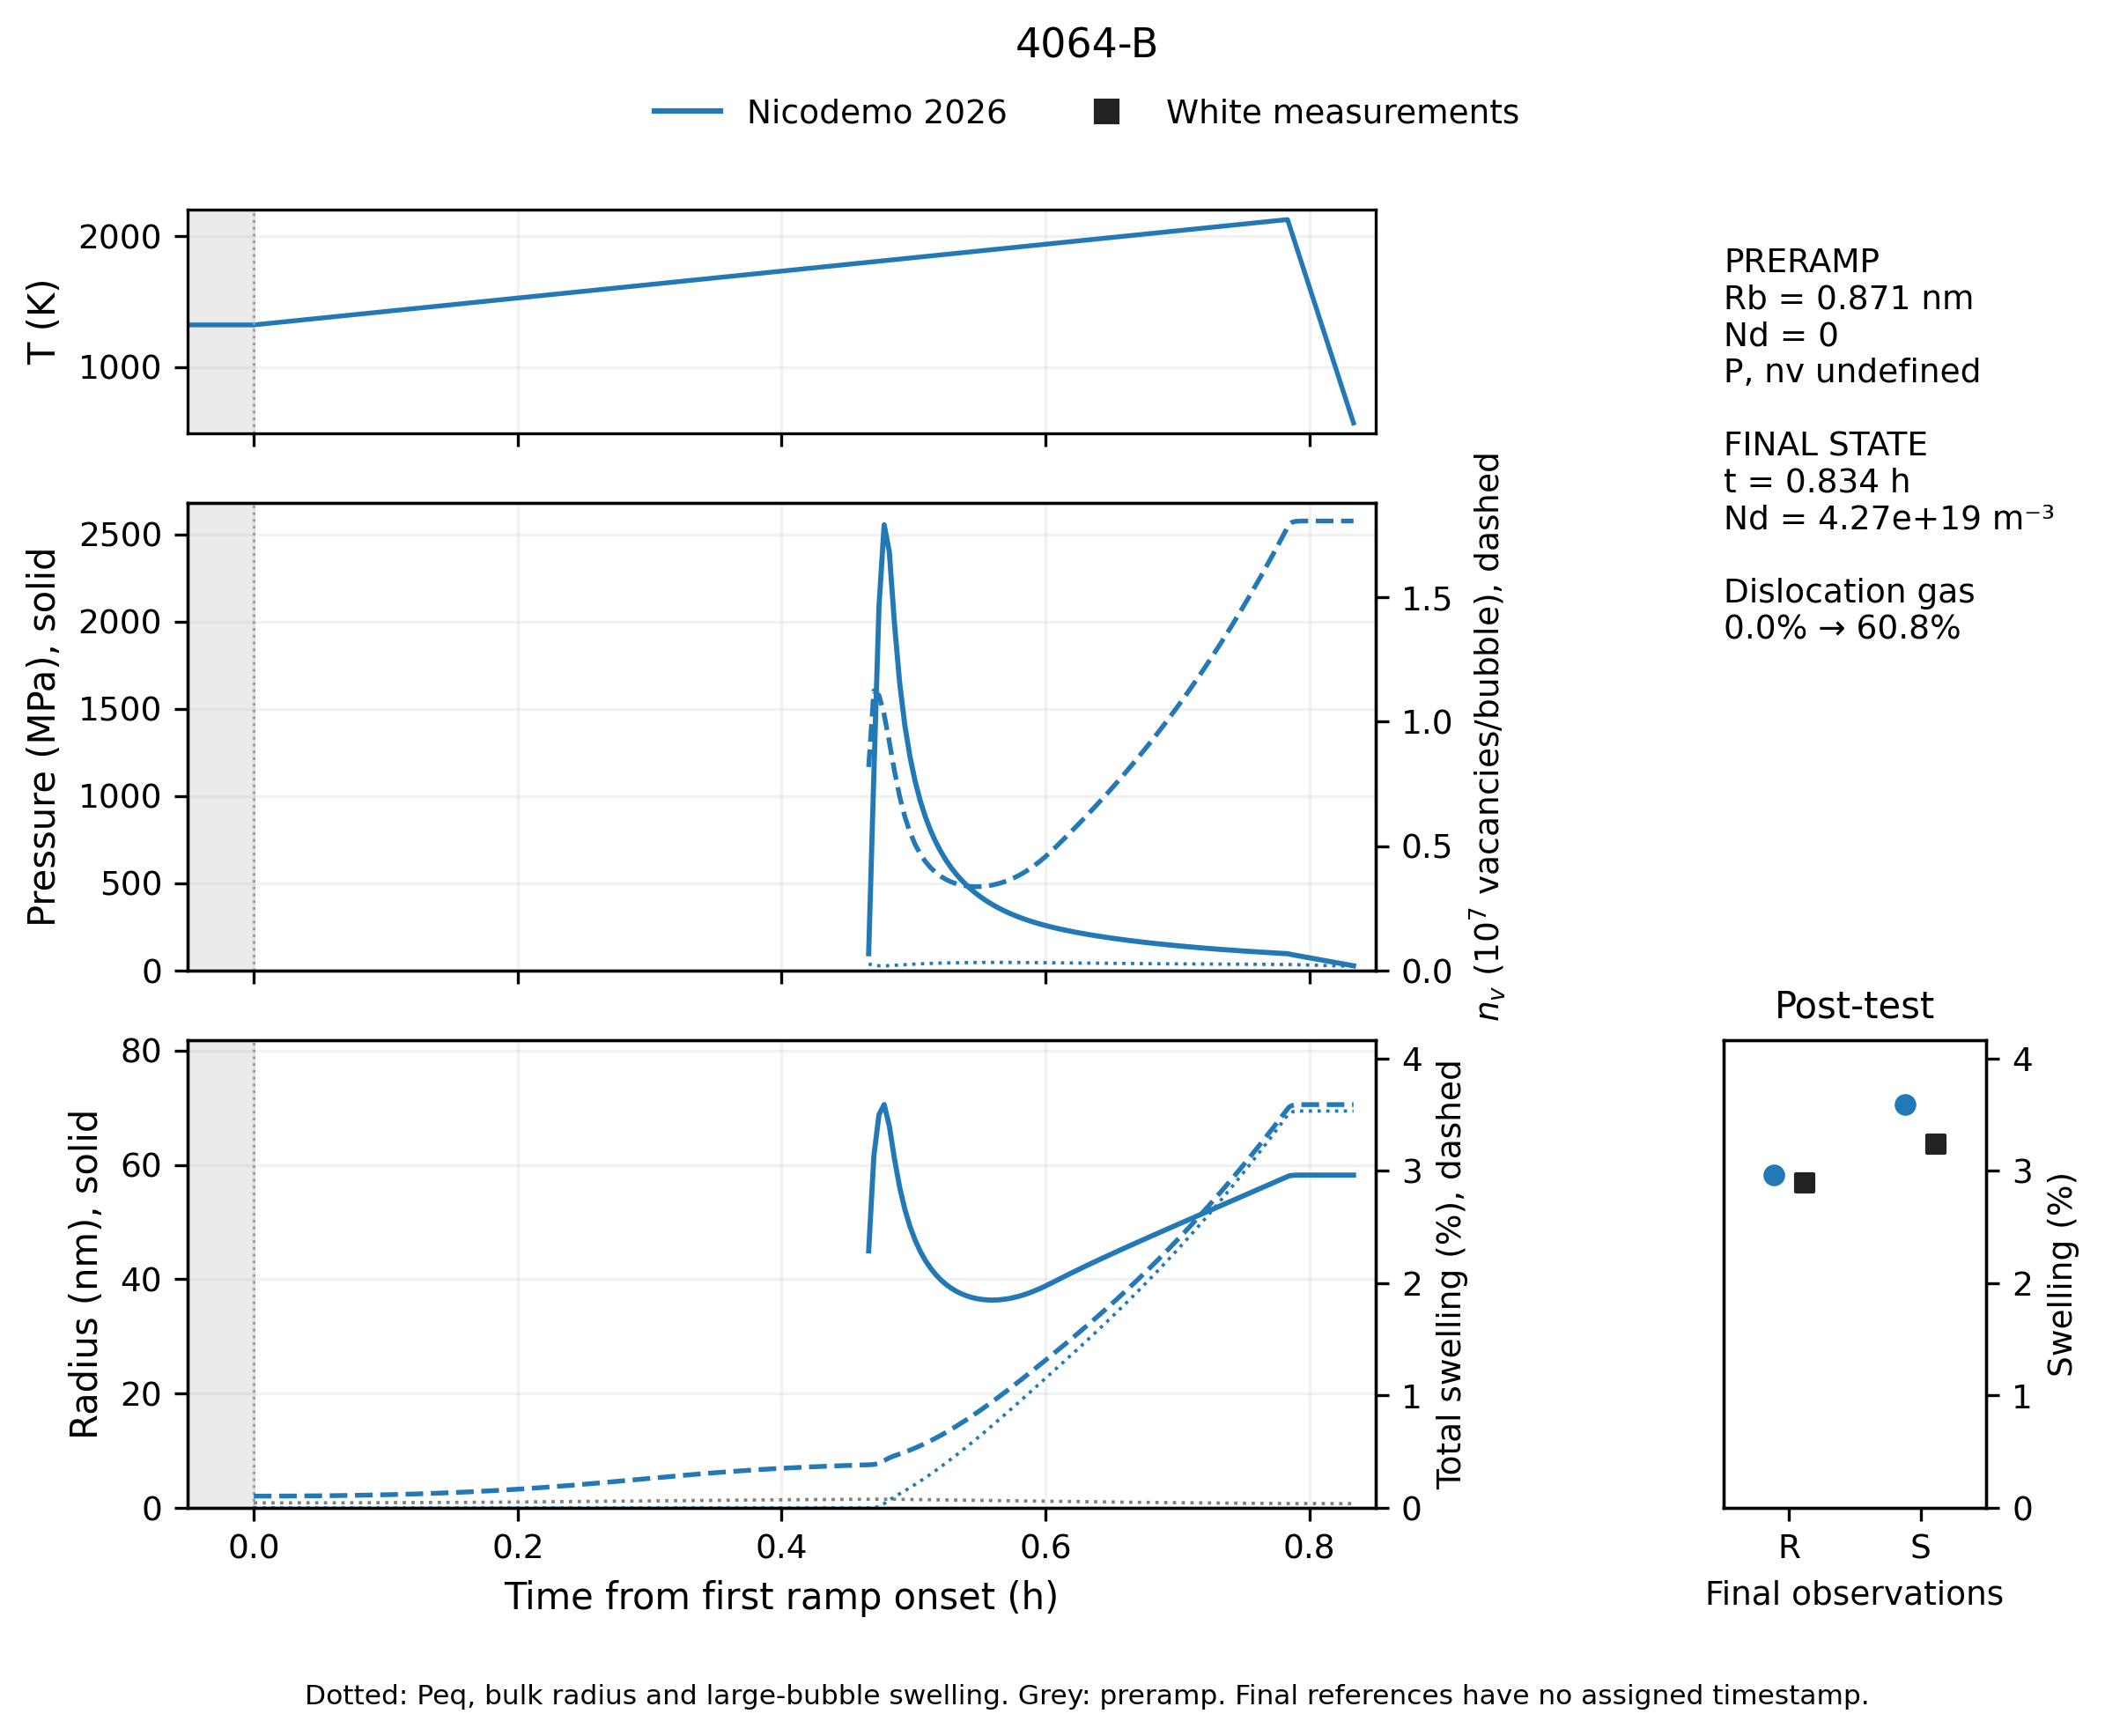 4064-B
Nicodemo 2026
White measurements
T (K)
2000
1000
PRERAMP
Rb = 0.871 nm
Nd = 0
P, nv undefined
FINAL STATE
t = 0.834 h
Nd = 4.27e+19 m⁻³
Dislocation gas
0.0% → 60.8%
Pressure (MPa), solid
2500
2000
1500
1000
500
0
1.5
1.0
0.5
0.0
n_v (10^7 vacancies/bubble), dashed
Radius (nm), solid
80
60
40
20
0
4
3
2
1
0
Total swelling (%), dashed
0.0
0.2
0.4
0.6
0.8
Time from first ramp onset (h)
Post-test
4
3
2
1
0
Swelling (%)
R
S
Final observations
Dotted: Peq, bulk radius and large-bubble swelling. Grey: preramp. Final references have no assigned timestamp.